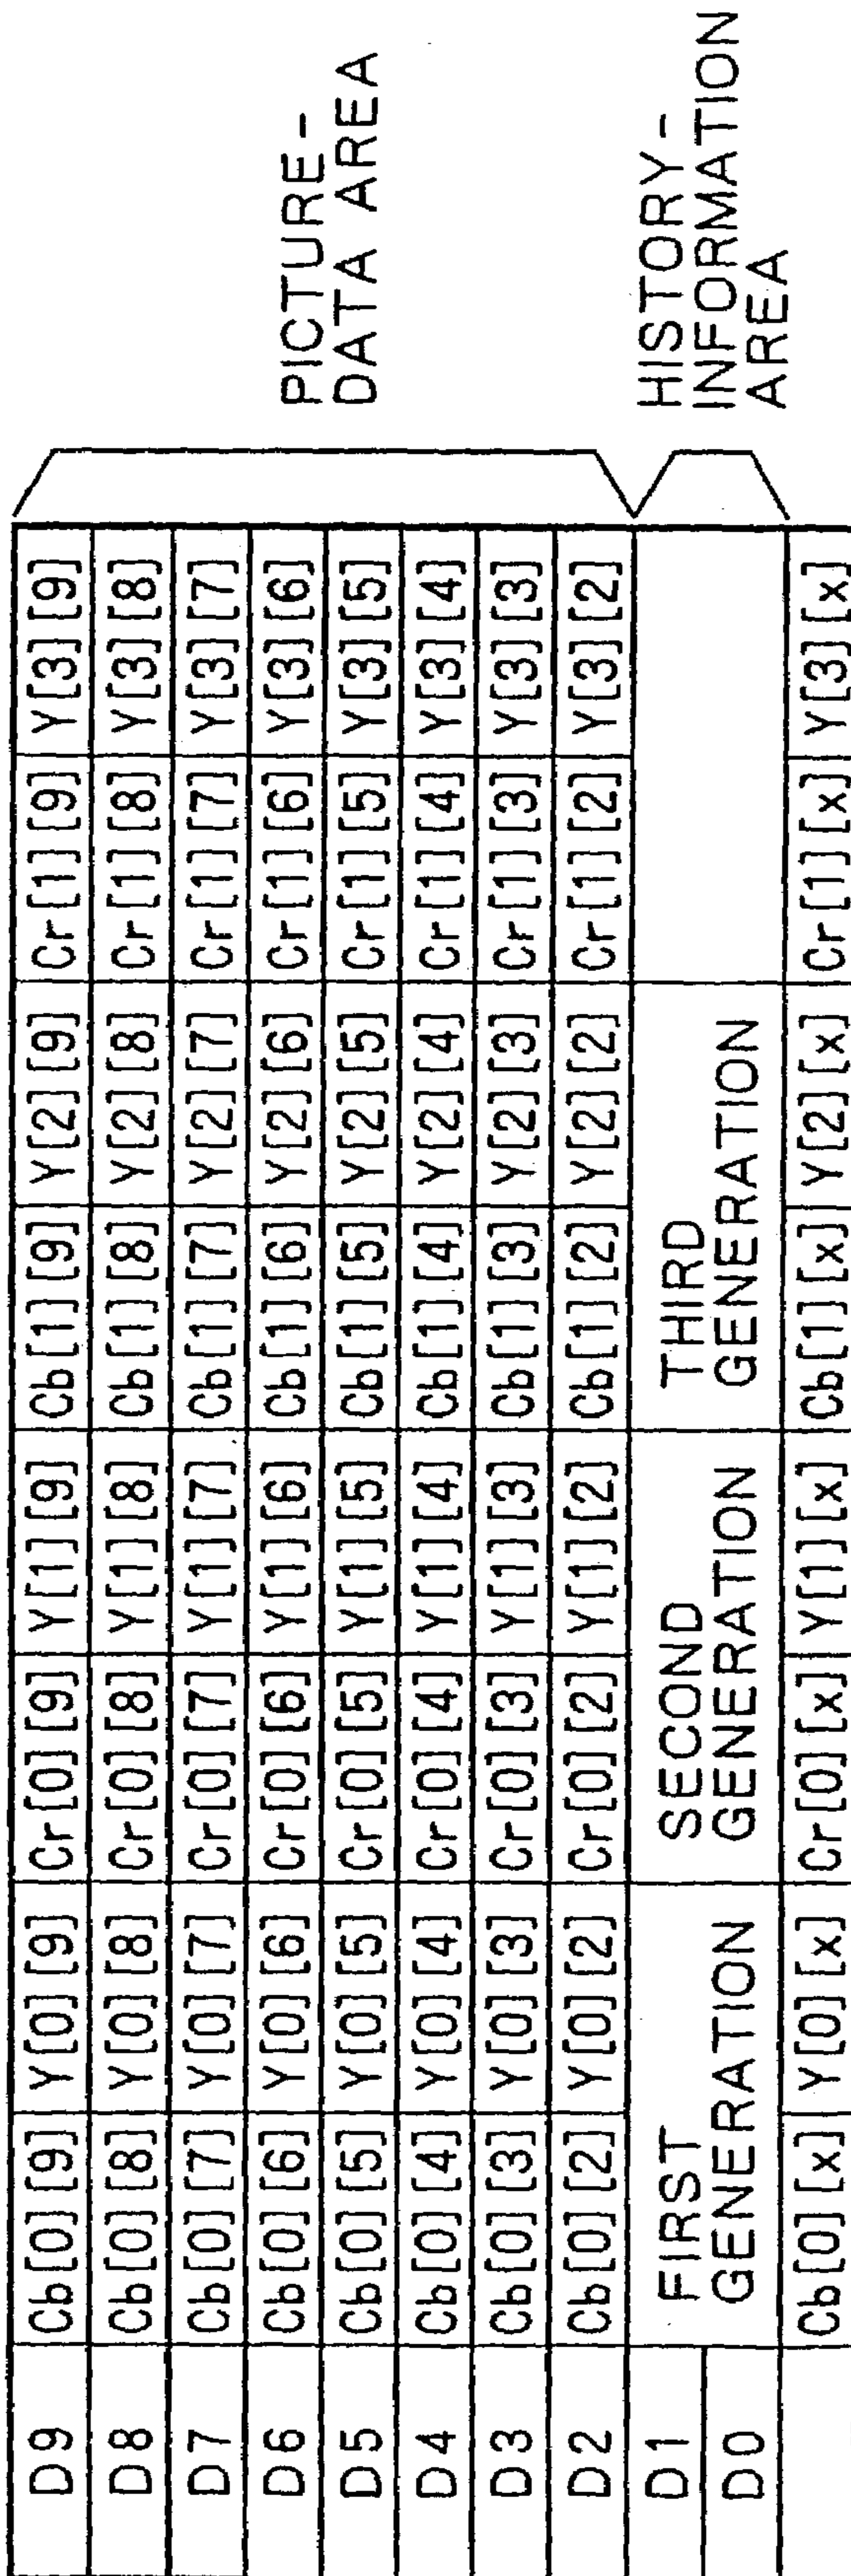 D9 Cb[0][9] Y[0][9] Cr[0][9] Y[1][9] Cb[1][9] Y[2][9] Cr[1][9] Y[3][9]
D8 Cb[0][8] Y[0][8] Cr[0][8] Y[1][8] Cb[1][8] Y[2][8] Cr[1][8] Y[3][8]
D7 Cb[0][7] Y[0][7] Cr[0][7] Y[1][7] Cb[1][7] Y[2][7] Cr[1][7] Y[3][7]
D6 Cb[0][6] Y[0][6] Cr[0][6] Y[1][6] Cb[1][6] Y[2][6] Cr[1][6] Y[3][6]
D5 Cb[0][5] Y[0][5] Cr[0][5] Y[1][5] Cb[1][5] Y[2][5] Cr[1][5] Y[3][5]
D4 Cb[0][4] Y[0][4] Cr[0][4] Y[1][4] Cb[1][4] Y[2][4] Cr[1][4] Y[3][4]
D3 Cb[0][3] Y[0][3] Cr[0][3] Y[1][3] Cb[1][3] Y[2][3] Cr[1][3] Y[3][3]
D2 Cb[0][2] Y[0][2] Cr[0][2] Y[1][2] Cb[1][2] Y[2][2] Cr[1][2] Y[3][2]
D1
D0
FIRST
GENERATION
SECOND
GENERATION
THIRD
GENERATION
Cb[0][x] Y[0][x] Cr[0][x] Y[1][x] Cb[1][x] Y[2][x] Cr[1][x] Y[3][x]
PICTURE-
DATA AREA
HISTORY-
INFORMATION
AREA